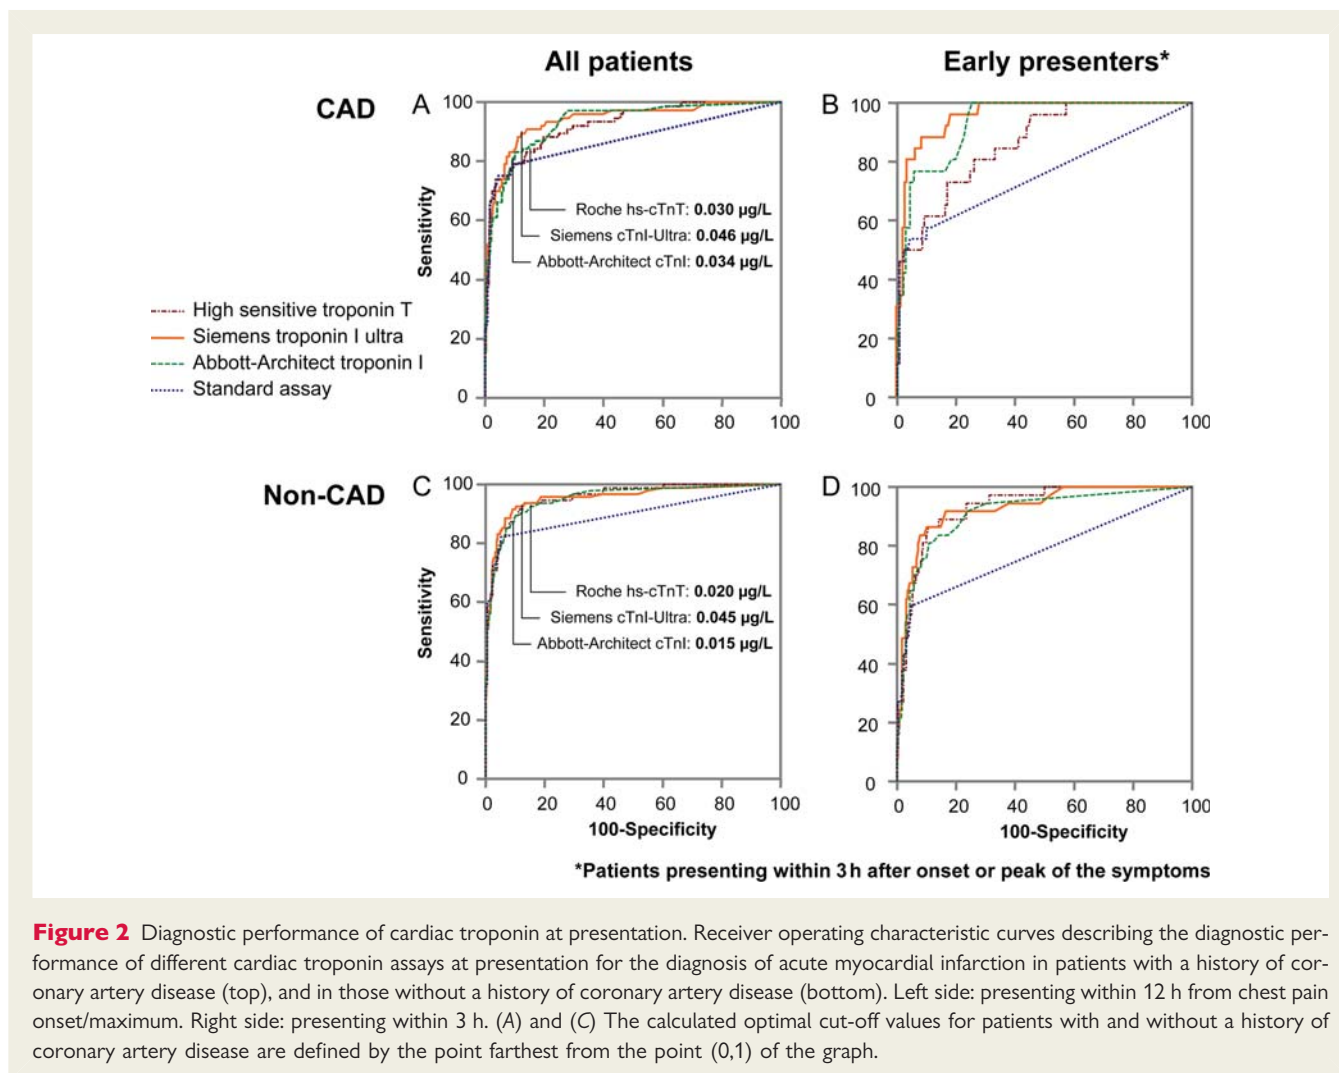 All patients
Early presenters*
CAD
A
B
100
80
60
40
20
0
Sensitivity
Roche hs-cTnT: 0.030 µg/L
Siemens cTnI-Ultra: 0.046 µg/L
Abbott-Architect cTnI: 0.034 µg/L
0 20 40 60 80 100
100
80
60
40
20
0
0 20 40 60 80 100
High sensitive troponin T
Siemens troponin I ultra
Abbott-Architect troponin I
Standard assay
Non-CAD
C
D
100
80
60
40
20
0
Sensitivity
Roche hs-cTnT: 0.020 µg/L
Siemens cTnI-Ultra: 0.045 µg/L
Abbott-Architect cTnI: 0.015 µg/L
0 20 40 60 80 100
100-Specificity
100
80
60
40
20
0
0 20 40 60 80 100
100-Specificity
*Patients presenting within 3 h after onset or peak of the symptoms
Figure 2 Diagnostic performance of cardiac troponin at presentation. Receiver operating characteristic curves describing the diagnostic per-
formance of different cardiac troponin assays at presentation for the diagnosis of acute myocardial infarction in patients with a history of cor-
onary artery disease (top), and in those without a history of coronary artery disease (bottom). Left side: presenting within 12 h from chest pain
onset/maximum. Right side: presenting within 3 h. (A) and (C) The calculated optimal cut-off values for patients with and without a history of
coronary artery disease are defined by the point farthest from the point (0,1) of the graph.